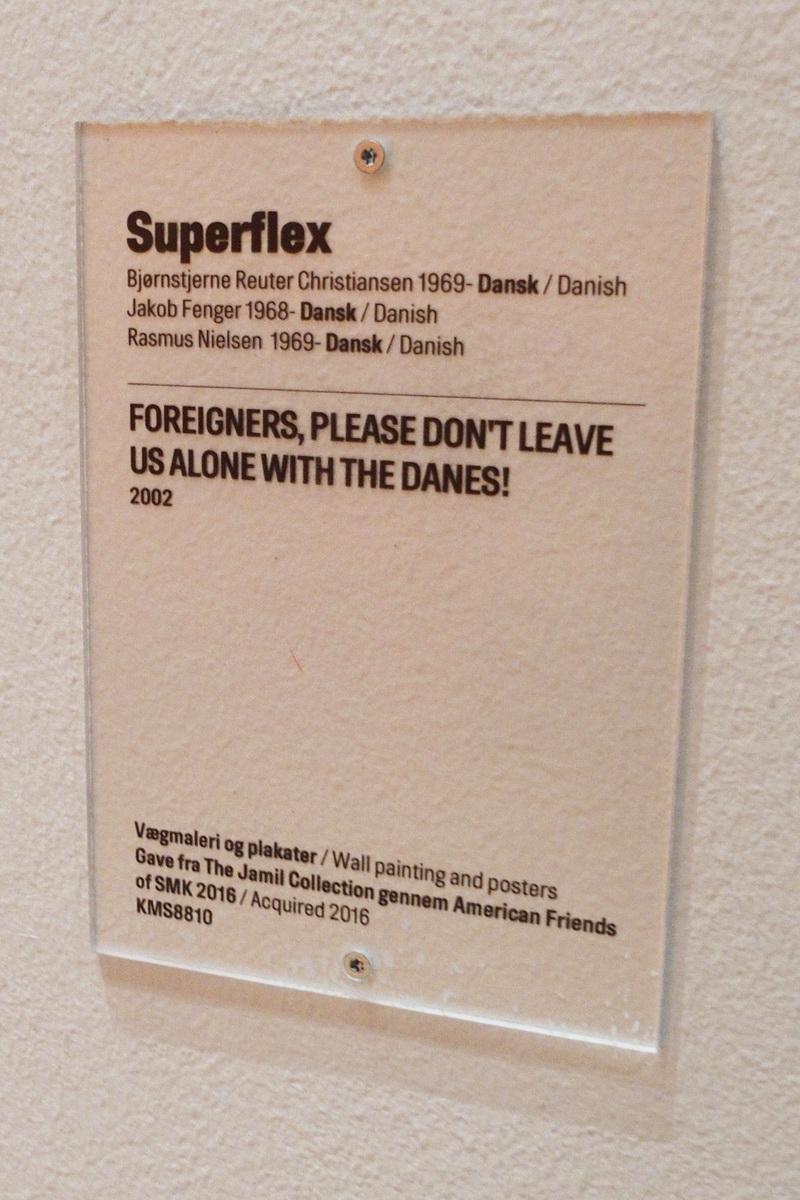 Superflex
Bjørnstjerne Reuter Christiansen 1969- Dansk / Danish
Jakob Fenger 1968- Dansk / Danish
Rasmus Nielsen 1969- Dansk / Danish
FOREIGNERS, PLEASE DON'T LEAVE
US ALONE WITH THE DANES!
2002
Vægmaleri og plakater / Wall painting and posters
Gave fra The Jamil Collection gennem American Friends
of SMK 2016 / Acquired 2016
KMS8810